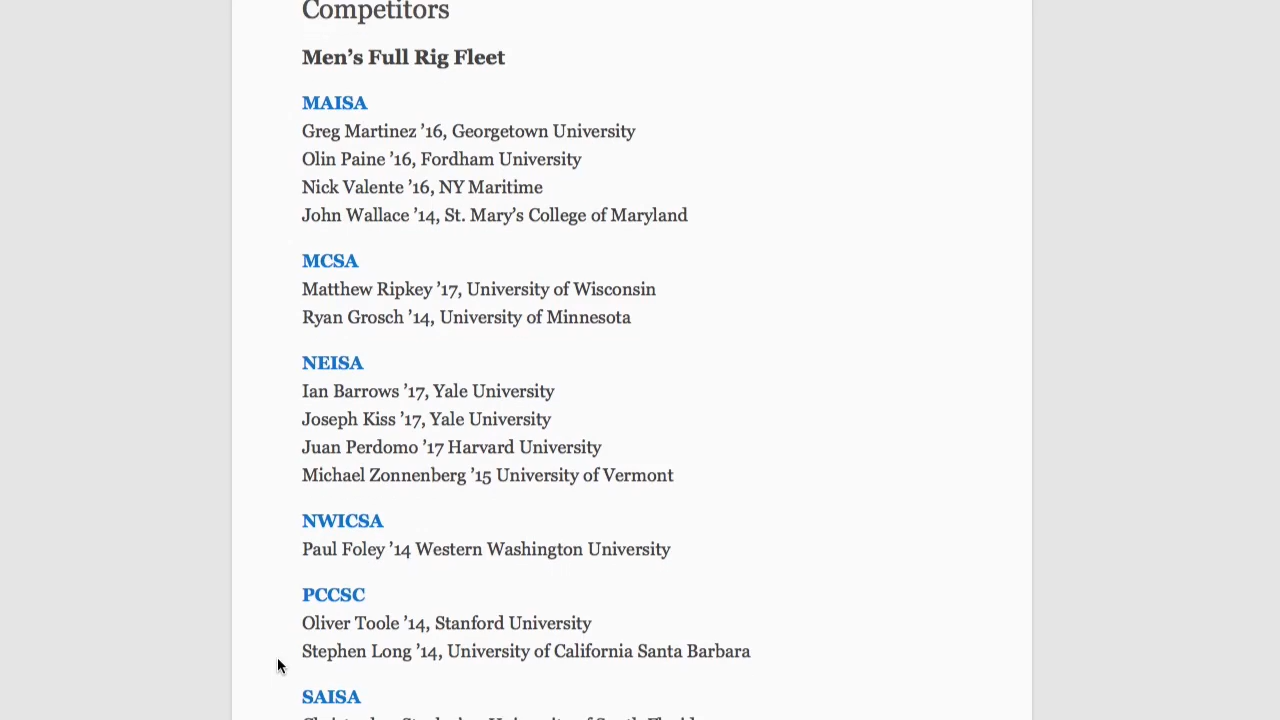 Competitors
Men’s Full Rig Fleet
MAISA
Greg Martinez ’16, Georgetown University
Olin Paine ’16, Fordham University
Nick Valente ’16, NY Maritime
John Wallace ’14, St. Mary’s College of Maryland
MCSA
Matthew Ripkey ’17, University of Wisconsin
Ryan Grosch ’14, University of Minnesota
NEISA
Ian Barrows ’17, Yale University
Joseph Kiss ’17, Yale University
Juan Perdomo ’17 Harvard University
Michael Zonnenberg ’15 University of Vermont
NWICSA
Paul Foley ’14 Western Washington University
PCCSC
Oliver Toole ’14, Stanford University
Stephen Long ’14, University of California Santa Barbara
SAISA